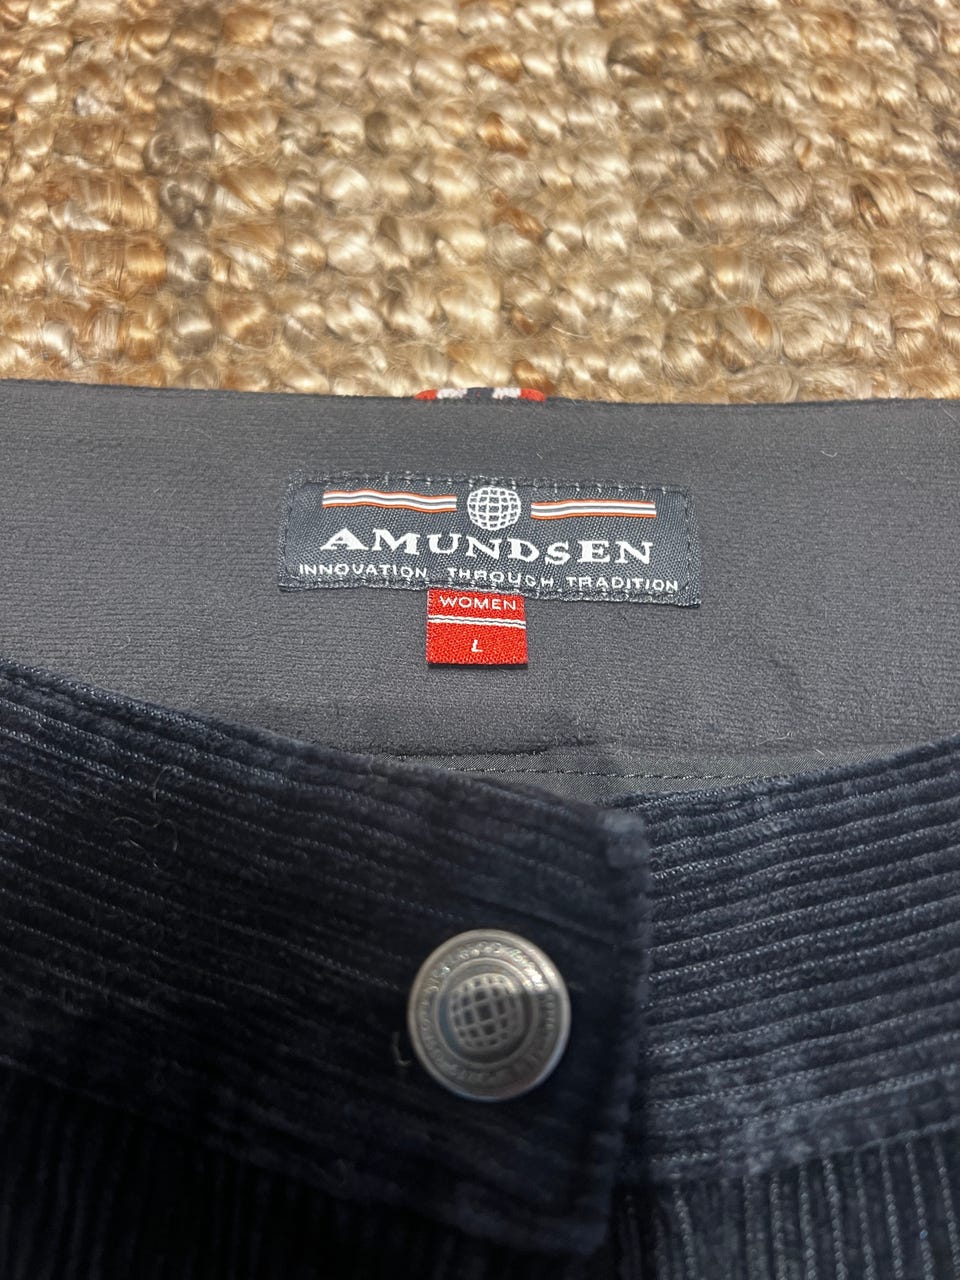 AMUNDSEN
INNOVATION THROUGH TRADITION
WOMEN
L